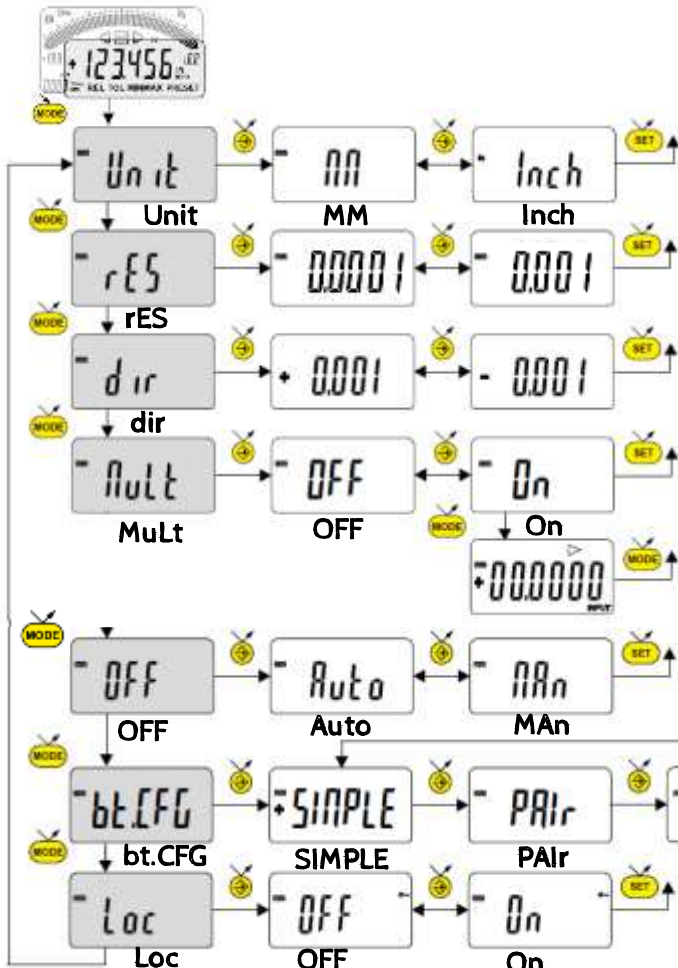 +123.456
REL TOL MINMAX PRESET
MODE
Unit MM Inch SET
Unit MM Inch
MODE
rES 0.0001 0.001 SET
rES
MODE
dir + 0.001 - 0.001 SET
dir
MODE
MuLt OFF On SET
MuLt OFF MODE On
+00.0000 MODE
INPUT
MODE
OFF Auto MAn SET
OFF Auto MAn
MODE
bt.CFG +SIMPLE PAIr
bt.CFG SIMPLE PAIr
MODE
Loc OFF On SET
Loc OFF On